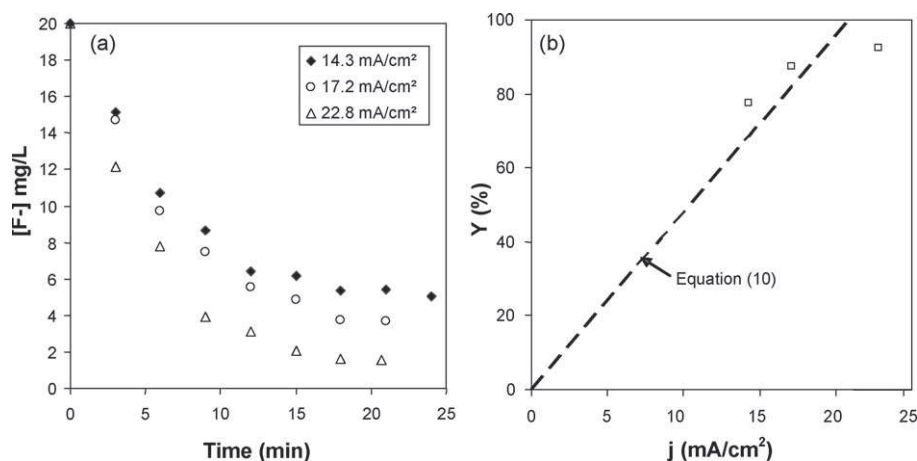 (a)
14.3 mA/cm²
17.2 mA/cm²
22.8 mA/cm²
[F-] mg/L
20
18
16
14
12
10
8
6
4
2
0
0
5
10
15
20
25
Time (min)
(b)
Equation (10)
Y (%)
100
80
60
40
20
0
0
5
10
15
20
25
j (mA/cm²)